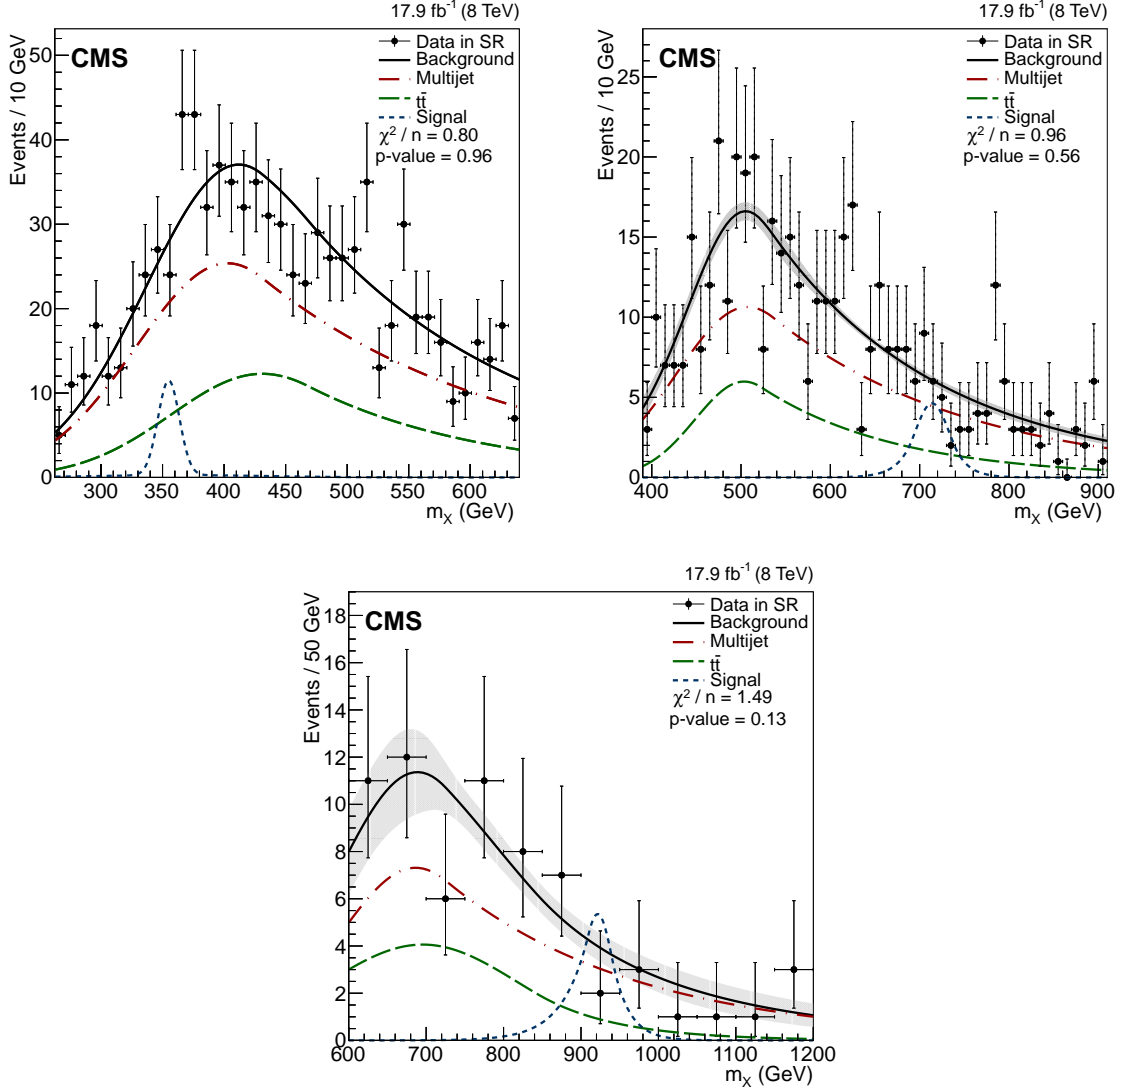 17.9 fb⁻¹ (8 TeV)
CMS
Data in SR
Background
Multijet
tt̄
Signal
χ² / n = 0.80
p-value = 0.96
Events / 10 GeV
50
40
30
20
10
0
300 350 400 450 500 550 600
m_X (GeV)
17.9 fb⁻¹ (8 TeV)
CMS
Data in SR
Background
Multijet
tt̄
Signal
χ² / n = 0.96
p-value = 0.56
Events / 10 GeV
25
20
15
10
5
0
400 500 600 700 800 900
m_X (GeV)
17.9 fb⁻¹ (8 TeV)
CMS
Data in SR
Background
Multijet
tt̄
Signal
χ² / n = 1.49
p-value = 0.13
Events / 50 GeV
18
16
14
12
10
8
6
4
2
0
600 700 800 900 1000 1100 1200
m_X (GeV)